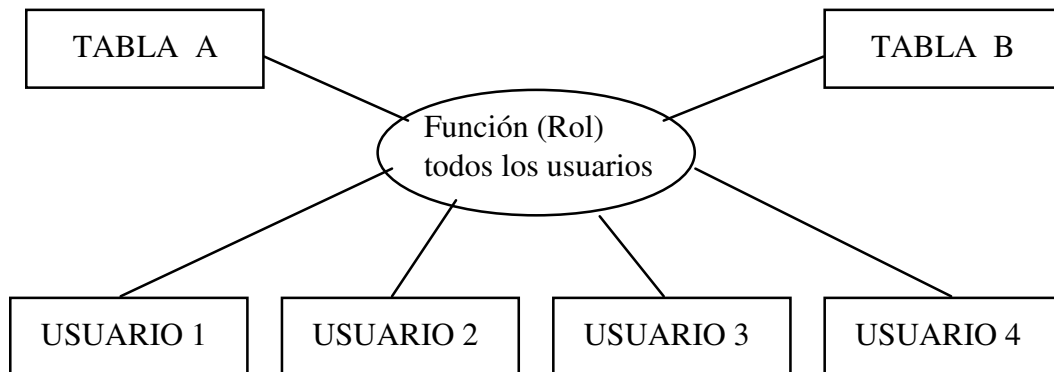 TABLA A
TABLA B
Función (Rol)
todos los usuarios
USUARIO 1
USUARIO 2
USUARIO 3
USUARIO 4